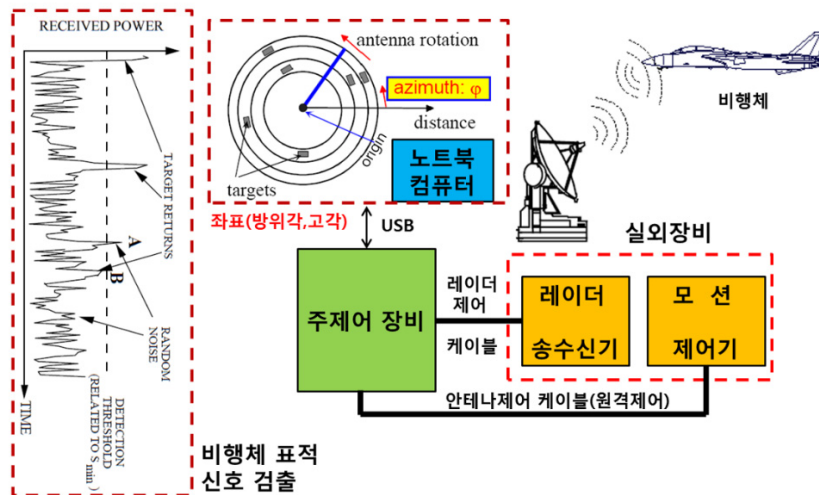 RECEIVED POWER
TARGET RETURNS
A
B
RANDOM
NOISE
DETECTION
THRESHOLD
(RELATED TO S min)
TIME
비행체 표적
신호 검출
antenna rotation
azimuth: φ
distance
origin
targets
노트북
컴퓨터
좌표(방위각,고각)
USB
비행체
실외장비
주제어 장비
레이더
제어
케이블
레이더
송수신기
모 션
제어기
안테나제어 케이블(원격제어)